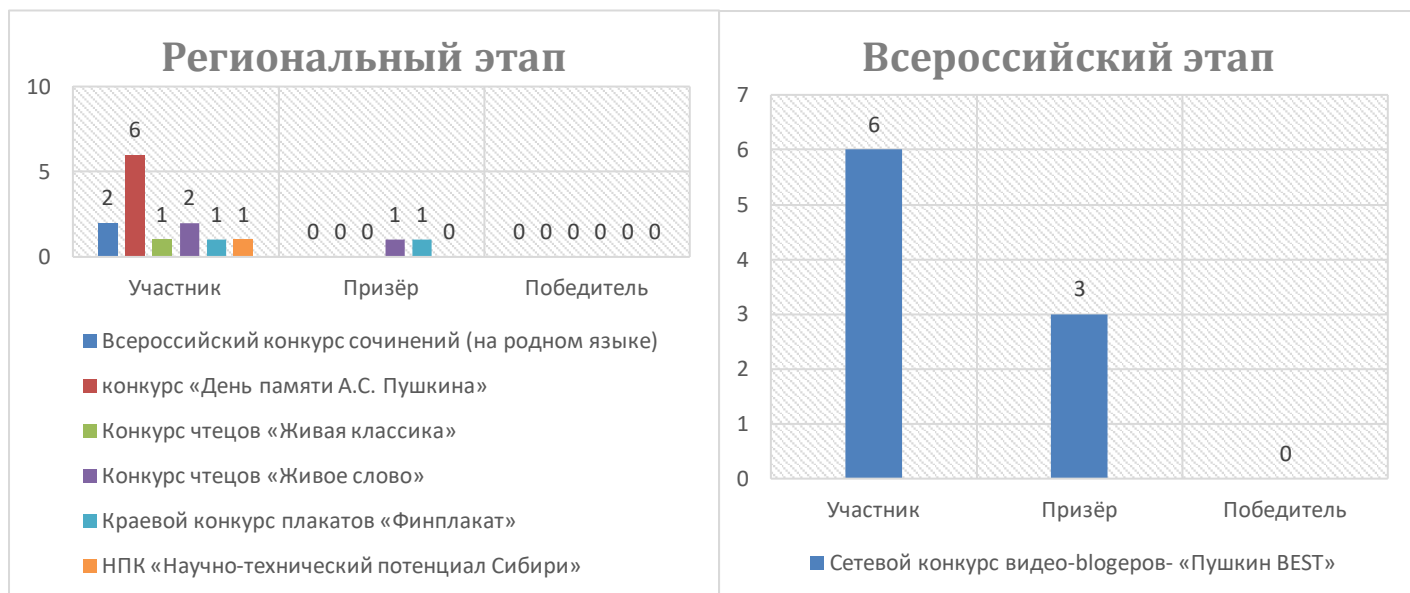 Региональный этап
10
5
0
2
6
1
2
1
1
0 0 0 1 1 0
0 0 0 0 0 0
Участник Призёр Победитель
Всероссийский конкурс сочинений (на родном языке)
конкурс «День памяти А.С. Пушкина»
Конкурс чтецов «Живая классика»
Конкурс чтецов «Живое слово»
Краевой конкурс плакатов «Финплакат»
НПК «Научно-технический потенциал Сибири»
Всероссийский этап
7
6
5
4
3
2
1
0
6
3
0
Участник Призёр Победитель
Сетевой конкурс видео-blogеров- «Пушкин BEST»